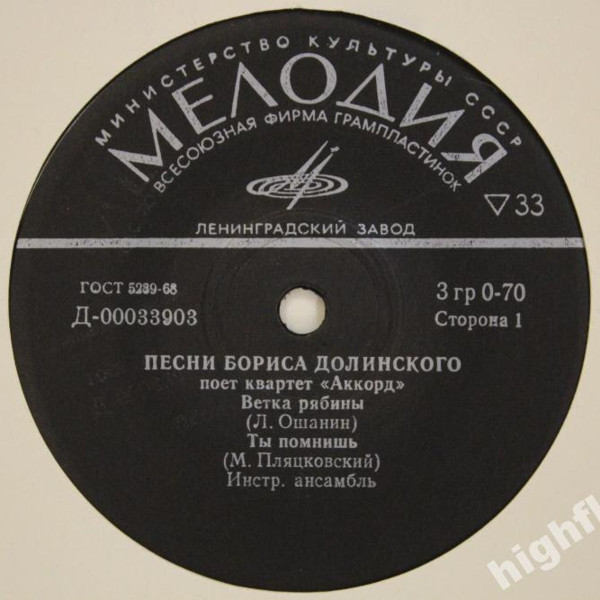 МИНИСТЕРСТВО КУЛЬТУРЫ СССР
МЕЛОДИЯ
ВСЕСОЮЗНАЯ ФИРМА ГРАМПЛАСТИНОК
▽33
ЛЕНИНГРАДСКИЙ ЗАВОД
ГОСТ 5289-68
3 гр 0-70
Д-00033903
Сторона 1
ПЕСНИ БОРИСА ДОЛИНСКОГО
поет квартет «Аккорд»
Ветка рябины
(Л. Ошанин)
Ты помнишь
(М. Пляцковский)
Инстр. ансамбль
highfl